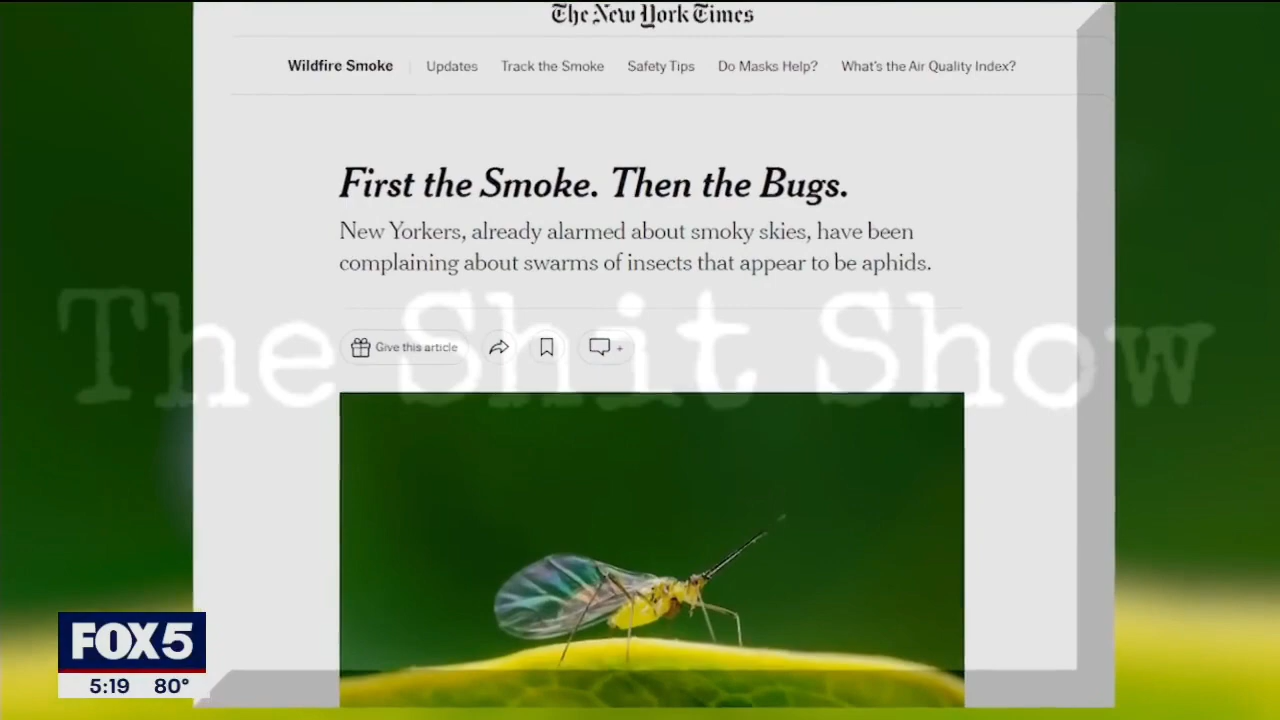 The New York Times
Wildfire Smoke Updates Track the Smoke Safety Tips Do Masks Help? What's the Air Quality Index?
First the Smoke. Then the Bugs.
New Yorkers, already alarmed about smoky skies, have been
complaining about swarms of insects that appear to be aphids.
The Shit Show
Give this article +
FOX 5
5:19 80°